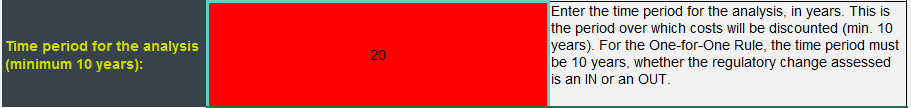 Time period for the analysis
(minimum 10 years):
20
Enter the time period for the analysis, in years. This is
the period over which costs will be discounted (min. 10
years). For the One-for-One Rule, the time period must
be 10 years, whether the regulatory change assessed
is an IN or an OUT.